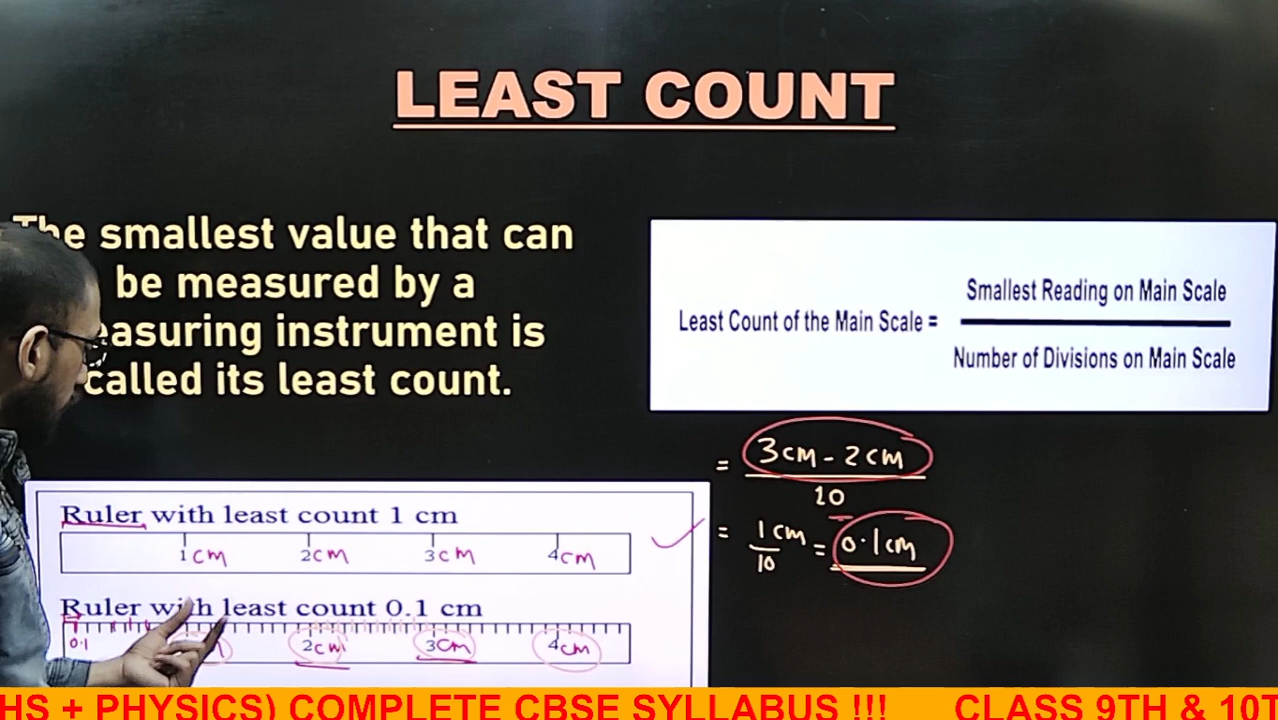 LEAST COUNT
The smallest value that can
be measured by a
easuring instrument is
called its least count.
Least Count of the Main Scale =
Smallest Reading on Main Scale
Number of Divisions on Main Scale
= 3cm - 2cm
10
= 1cm
10
= 0.1cm
Ruler with least count 1 cm
1cm 2cm 3cm 4cm
Ruler with least count 0.1 cm
0.1 2cm 3cm 4cm
HS + PHYSICS) COMPLETE CBSE SYLLABUS !!! CLASS 9TH & 10T